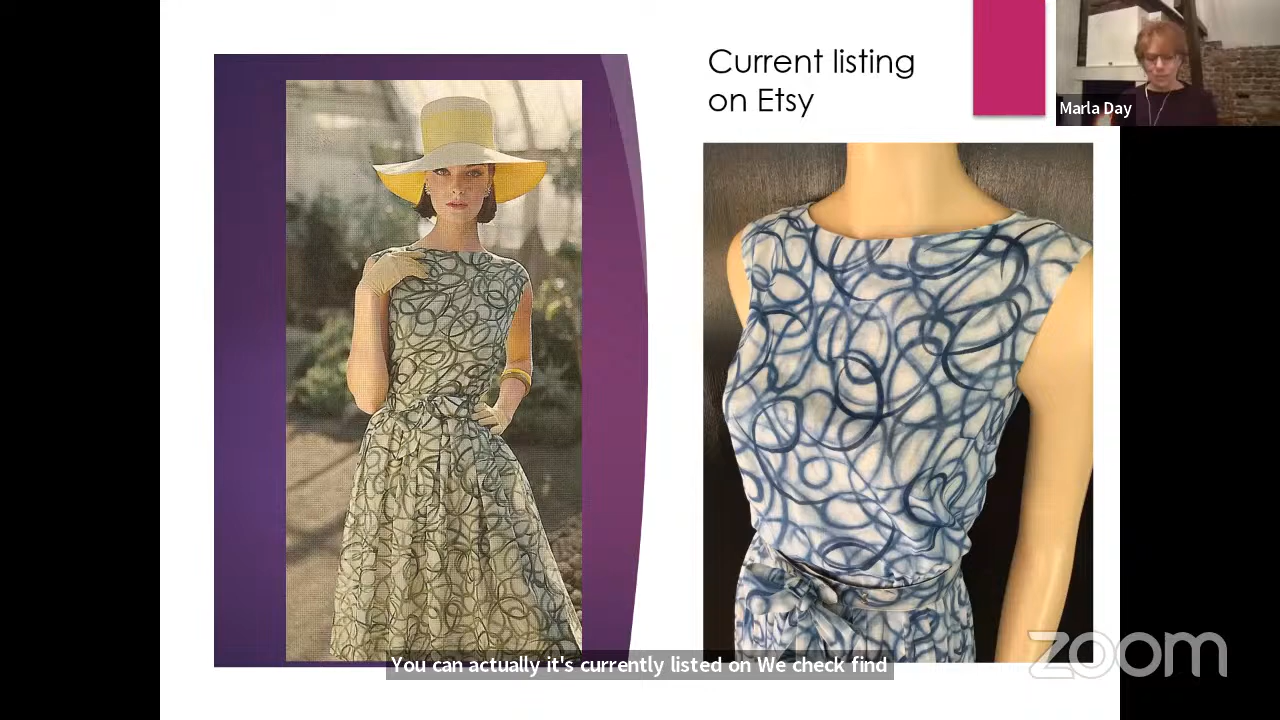 Current listing
on Etsy
Marla Day
You can actually it's currently listed on We check find
zoom